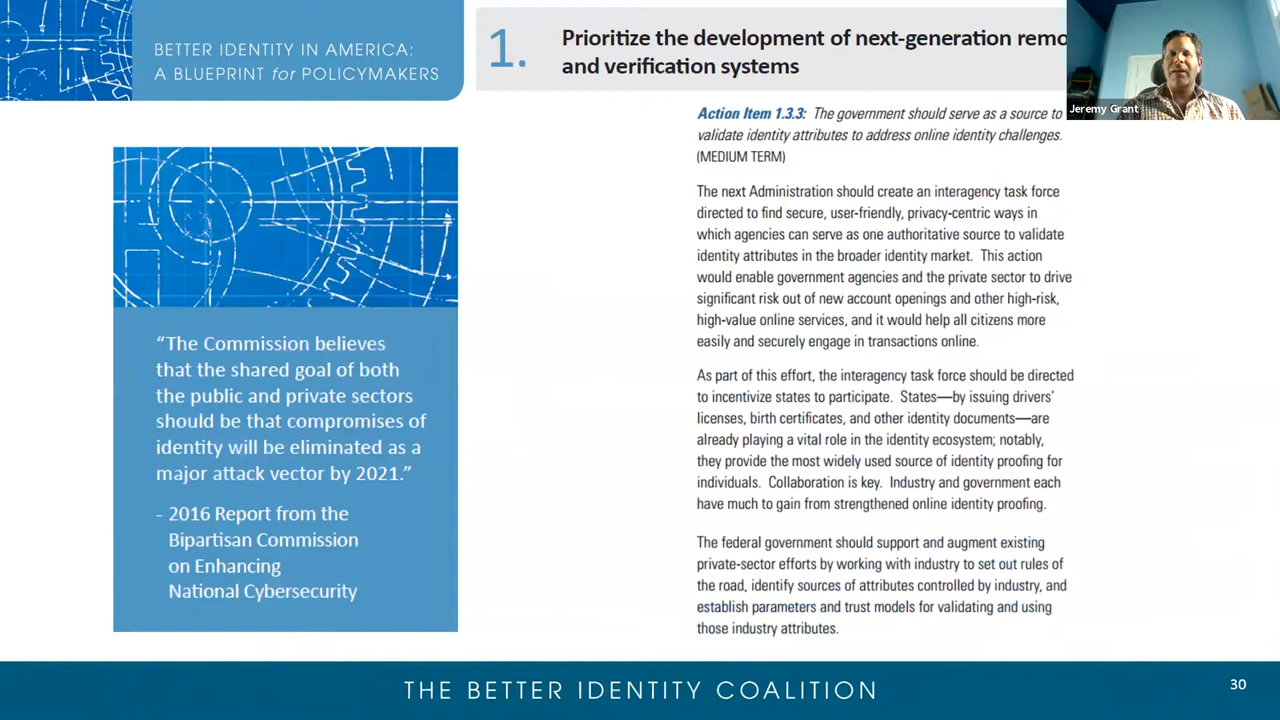 BETTER IDENTITY IN AMERICA:
A BLUEPRINT for POLICYMAKERS
1.
Prioritize the development of next-generation
and verification systems
Jeremy Grant
Action Item 1.3.3: The government should serve as a source to
validate identity attributes to address online identity challenges.
(MEDIUM TERM)
The next Administration should create an interagency task force
directed to find secure, user-friendly, privacy-centric ways in
which agencies can serve as one authoritative source to validate
identity attributes in the broader identity market. This action
would enable government agencies and the private sector to drive
significant risk out of new account openings and other high-risk,
high-value online services, and it would help all citizens more
easily and securely engage in transactions online.
As part of this effort, the interagency task force should be directed
to incentivize states to participate. States—by issuing drivers'
licenses, birth certificates, and other identity documents—are
already playing a vital role in the identity ecosystem; notably,
they provide the most widely used source of identity proofing for
individuals. Collaboration is key. Industry and government each
have much to gain from strengthened online identity proofing.
The federal government should support and augment existing
private-sector efforts by working with industry to set out rules of
the road, identify sources of attributes controlled by industry, and
establish parameters and trust models for validating and using
those industry attributes.
“The Commission believes
that the shared goal of both
the public and private sectors
should be that compromises of
identity will be eliminated as a
major attack vector by 2021.”
- 2016 Report from the
Bipartisan Commission
on Enhancing
National Cybersecurity
THE BETTER IDENTITY COALITION
30